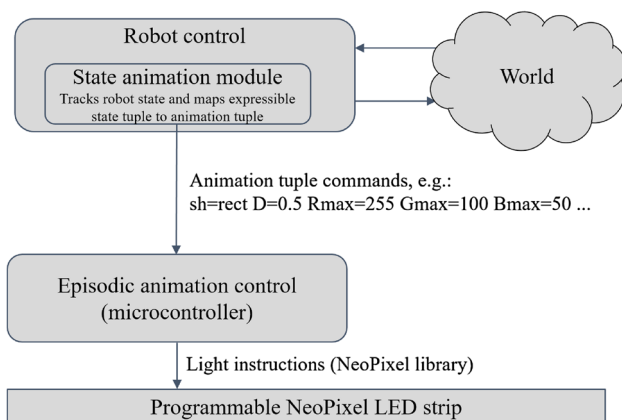 Robot control
World
State animation module
Tracks robot state and maps expressible
state tuple to animation tuple
Animation tuple commands, e.g.:
sh=rect D=0.5 Rmax=255 Gmax=100 Bmax=50 ...
Episodic animation control
(microcontroller)
Light instructions (NeoPixel library)
Programmable NeoPixel LED strip